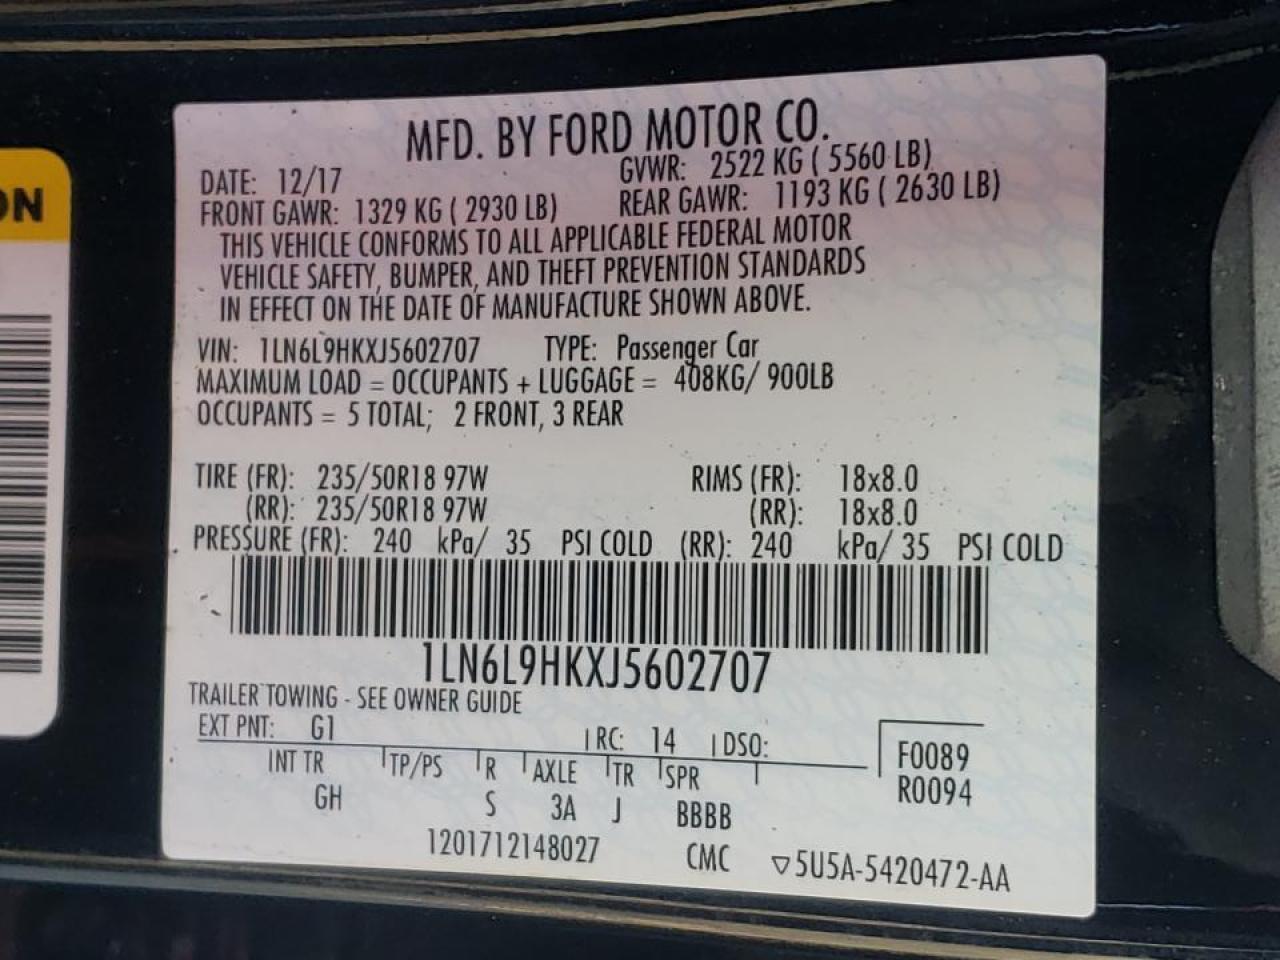 ON
MFD. BY FORD MOTOR CO.
DATE: 12/17 GVWR: 2522 KG ( 5560 LB)
FRONT GAWR: 1329 KG ( 2930 LB) REAR GAWR: 1193 KG ( 2630 LB)
THIS VEHICLE CONFORMS TO ALL APPLICABLE FEDERAL MOTOR
VEHICLE SAFETY, BUMPER, AND THEFT PREVENTION STANDARDS
IN EFFECT ON THE DATE OF MANUFACTURE SHOWN ABOVE.
VIN: 1LN6L9HKXJ5602707 TYPE: Passenger Car
MAXIMUM LOAD = OCCUPANTS + LUGGAGE = 408KG/ 900LB
OCCUPANTS = 5 TOTAL; 2 FRONT, 3 REAR
TIRE (FR): 235/50R18 97W RIMS (FR): 18x8.0
(RR): 235/50R18 97W (RR): 18x8.0
PRESSURE (FR): 240 kPa/ 35 PSI COLD (RR): 240 kPa/ 35 PSI COLD
1LN6L9HKXJ5602707
TRAILER TOWING - SEE OWNER GUIDE
EXT PNT: G1 RC: 14 DSO:
INT TR TP/PS R AXLE TR SPR
GH S 3A J BBBB
F0089
R0094
1201712148027 CMC ▽5U5A-5420472-AA